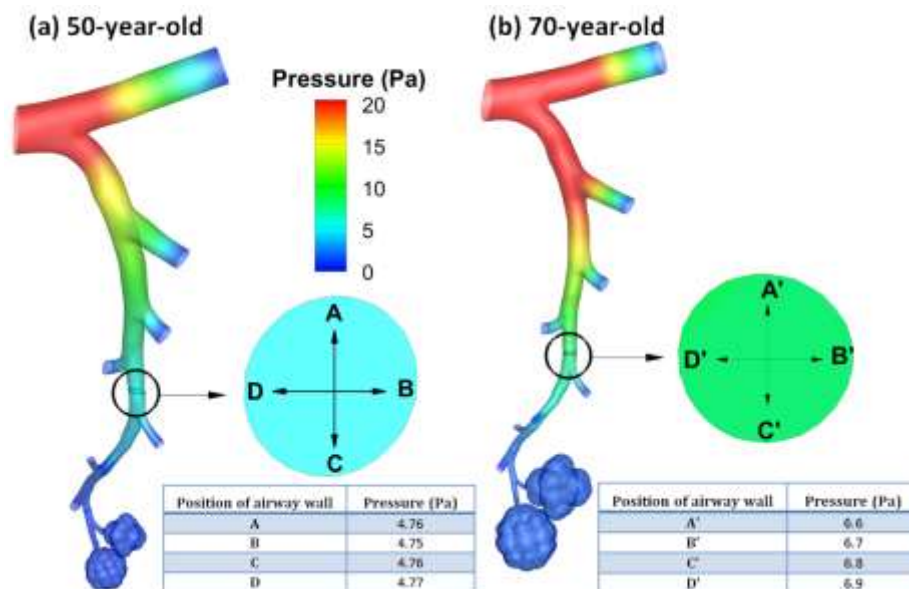 (a) 50-year-old
(b) 70-year-old
Pressure (Pa)
20
15
10
5
0
A
B
C
D
A'
B'
C'
D'
Position of airway wall Pressure (Pa)
A 4.76
B 4.75
C 4.76
D 4.77
Position of airway wall Pressure (Pa)
A' 6.6
B' 6.7
C' 6.8
D' 6.9